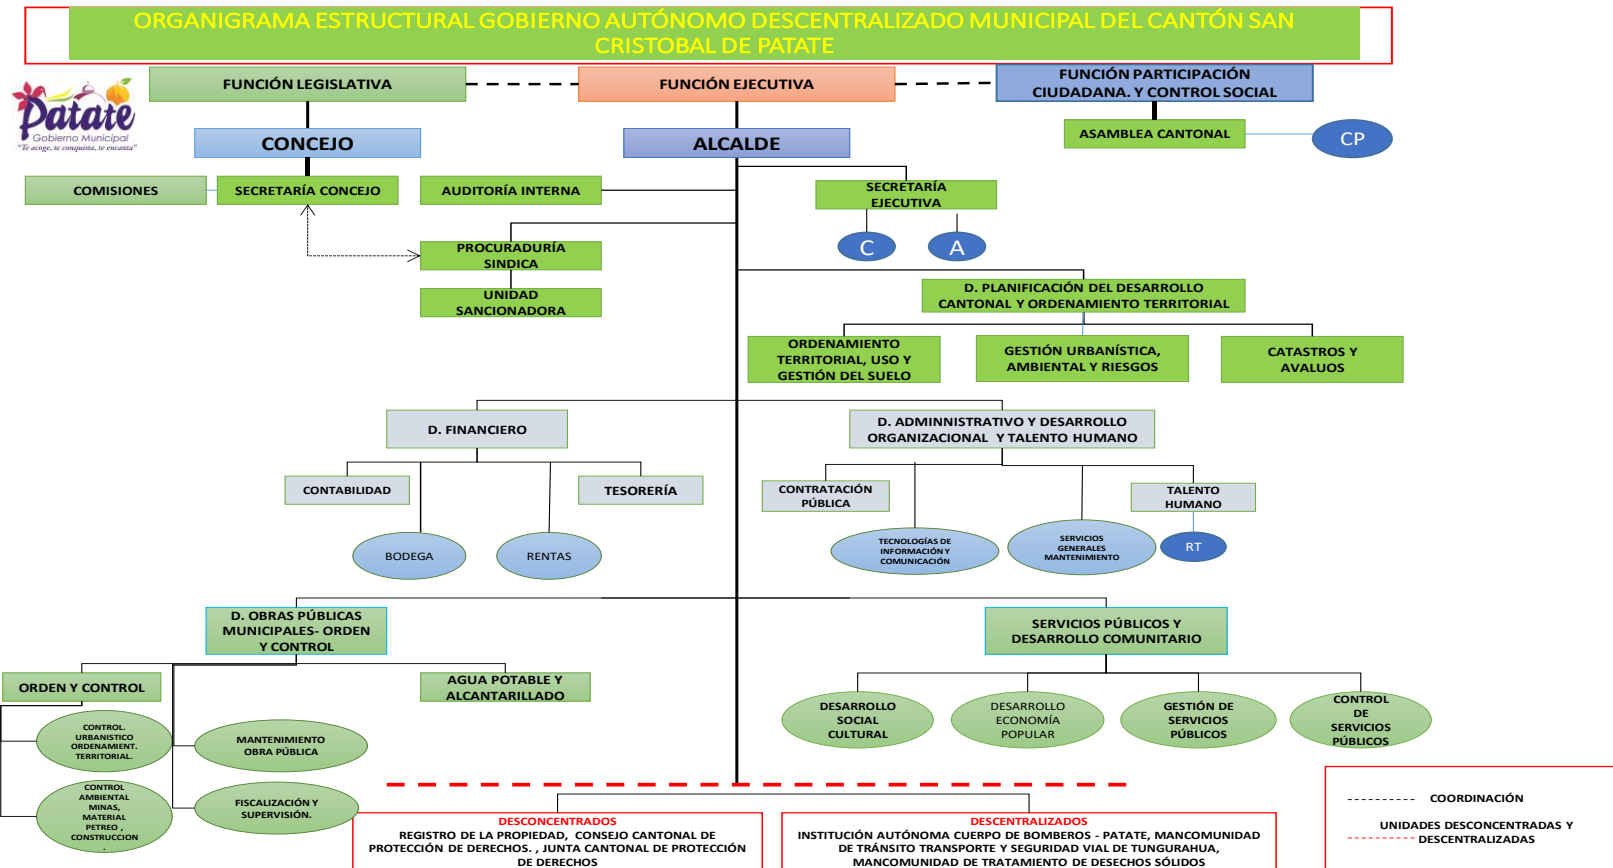 ORGANIGRAMA ESTRUCTURAL GOBIERNO AUTÓNOMO DESCENTRALIZADO MUNICIPAL DEL CANTÓN SAN
CRISTOBAL DE PATATE
Patate
Gobierno Municipal
"Te acoge, te conquista, te encanta"
FUNCIÓN LEGISLATIVA
FUNCIÓN EJECUTIVA
FUNCIÓN PARTICIPACIÓN
CIUDADANA. Y CONTROL SOCIAL
CONCEJO
ALCALDE
ASAMBLEA CANTONAL
CP
COMISIONES
SECRETARÍA CONCEJO
AUDITORÍA INTERNA
SECRETARÍA
EJECUTIVA
C
A
PROCURADURÍA
SINDICA
UNIDAD
SANCIONADORA
D. PLANIFICACIÓN DEL DESARROLLO
CANTONAL Y ORDENAMIENTO TERRITORIAL
ORDENAMIENTO
TERRITORIAL, USO Y
GESTIÓN DEL SUELO
GESTIÓN URBANÍSTICA,
AMBIENTAL Y RIESGOS
CATASTROS Y
AVALUOS
D. FINANCIERO
D. ADMINNISTRATIVO Y DESARROLLO
ORGANIZACIONAL Y TALENTO HUMANO
CONTABILIDAD
TESORERÍA
CONTRATACIÓN
PÚBLICA
TALENTO
HUMANO
BODEGA
RENTAS
TECNOLOGÍAS DE
INFORMACIÓN Y
COMUNICACIÓN
SERVICIOS
GENERALES
MANTENIMIENTO
RT
D. OBRAS PÚBLICAS
MUNICIPALES- ORDEN
Y CONTROL
SERVICIOS PÚBLICOS Y
DESARROLLO COMUNITARIO
ORDEN Y CONTROL
AGUA POTABLE Y
ALCANTARILLADO
CONTROL.
URBANISTICO
ORDENAMIENT.
TERRITORIAL.
MANTENIMIENTO
OBRA PÚBLICA
DESARROLLO
SOCIAL
CULTURAL
DESARROLLO
ECONOMÍA
POPULAR
GESTIÓN DE
SERVICIOS
PÚBLICOS
CONTROL
DE
SERVICIOS
PÚBLICOS
CONTROL
AMBIENTAL
MINAS,
MATERIAL
PETREO ,
CONSTRUCCION
.
FISCALIZACIÓN Y
SUPERVISIÓN.
DESCONCENTRADOS
REGISTRO DE LA PROPIEDAD, CONSEJO CANTONAL DE
PROTECCIÓN DE DERECHOS. , JUNTA CANTONAL DE PROTECCIÓN
DE DERECHOS
DESCENTRALIZADOS
INSTITUCIÓN AUTÓNOMA CUERPO DE BOMBEROS - PATATE, MANCOMUNIDAD
DE TRÁNSITO TRANSPORTE Y SEGURIDAD VIAL DE TUNGURAHUA,
MANCOMUNIDAD DE TRATAMIENTO DE DESECHOS SÓLIDOS
COORDINACIÓN
UNIDADES DESCONCENTRADAS Y
DESCENTRALIZADAS